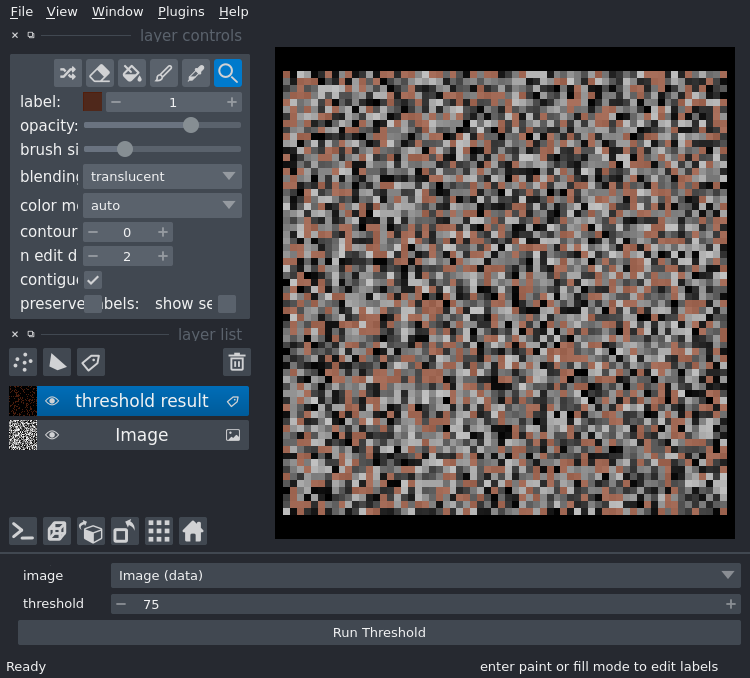 File View Window Plugins Help
layer controls
label: 1
opacity:
brush si
blending translucent
color m auto
contour 0
n edit d 2
contigu
preserve abels: show se
layer list
threshold result
Image
image Image (data)
threshold 75
Run Threshold
Ready enter paint or fill mode to edit labels